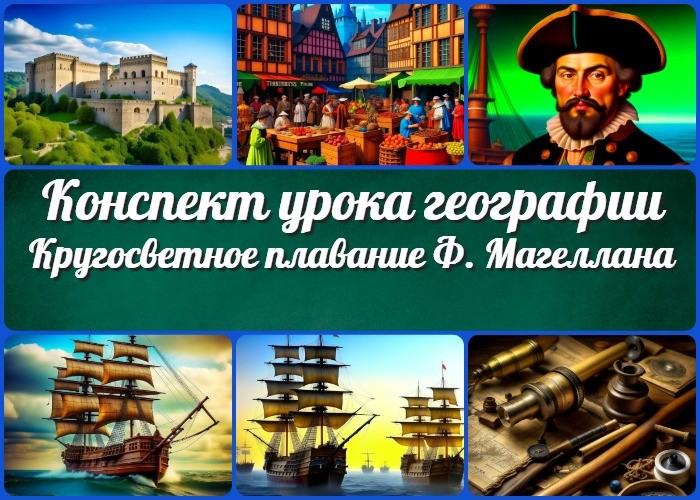 Конспект урока географии
Кругосветное плавание Ф. Магеллана